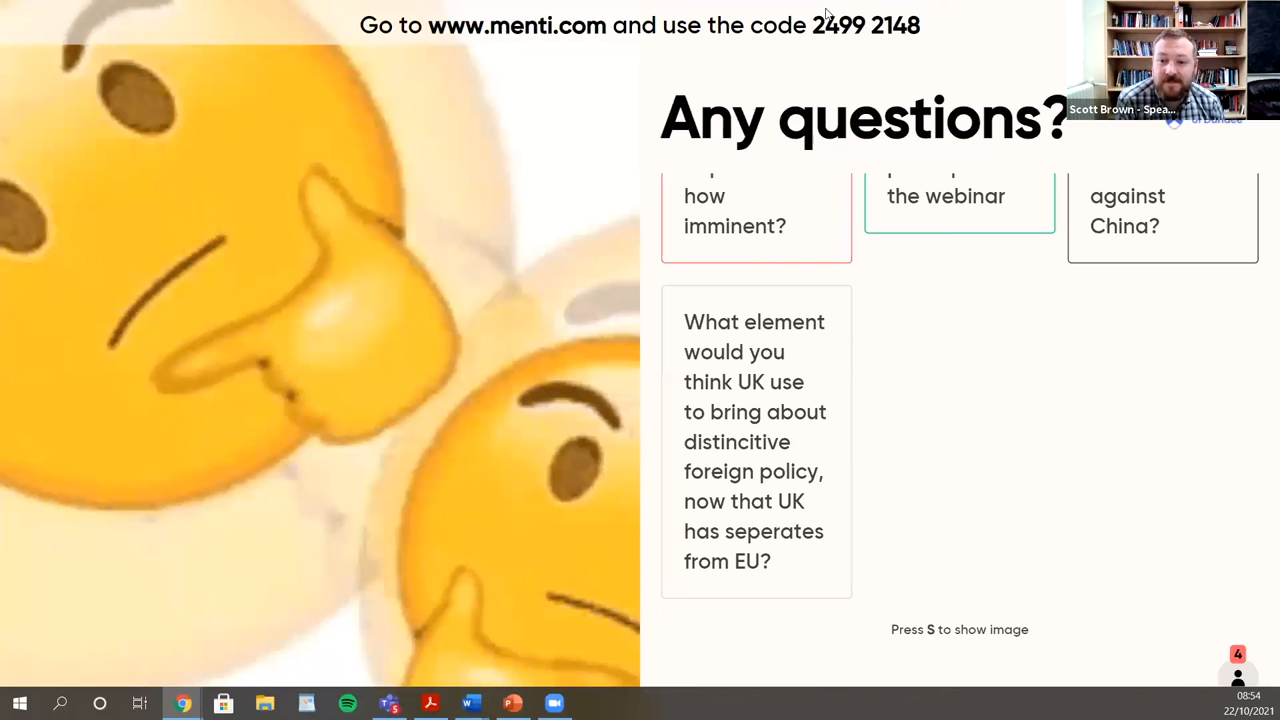 Go to www.menti.com and use the code 2499 2148
Scott Brown - Spea...
Any questions?
how
imminent?
the webinar
against
China?
What element
would you
think UK use
to bring about
distincitive
foreign policy,
now that UK
has seperates
from EU?
Press S to show image
4
08:54
22/10/2021